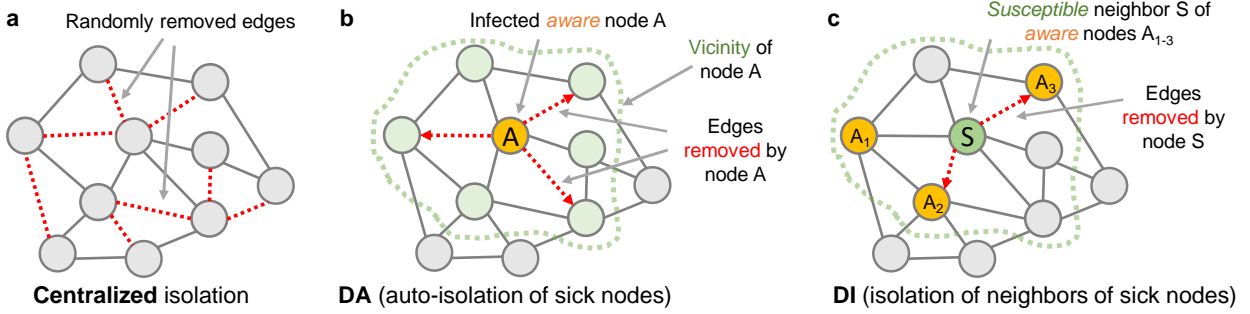 a
Randomly removed edges
Centralized isolation
b
Infected aware node A
Vicinity of
node A
A
Edges
removed by
node A
DA (auto-isolation of sick nodes)
c
Susceptible neighbor S of
aware nodes A1-3
A3
A1
S
A2
Edges
removed by
node S
DI (isolation of neighbors of sick nodes)